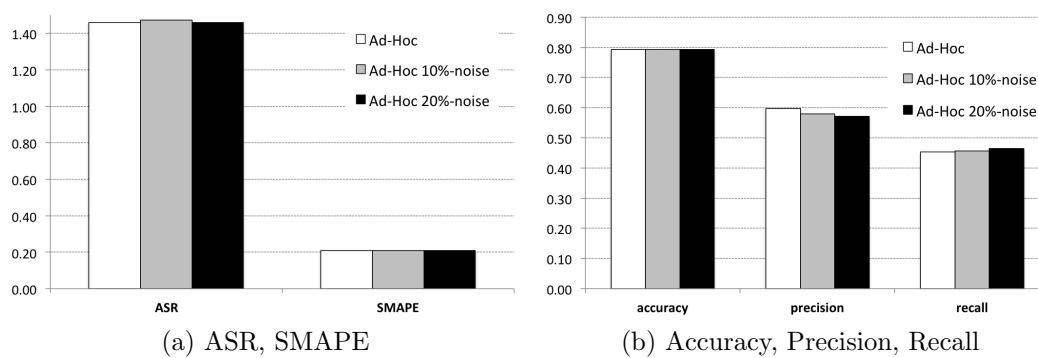 1.40
1.20
1.00
0.80
0.60
0.40
0.20
0.00
Ad-Hoc
Ad-Hoc 10%-noise
Ad-Hoc 20%-noise
ASR
SMAPE
(a) ASR, SMAPE
0.90
0.80
0.70
0.60
0.50
0.40
0.30
0.20
0.10
0.00
Ad-Hoc
Ad-Hoc 10%-noise
Ad-Hoc 20%-noise
accuracy
precision
recall
(b) Accuracy, Precision, Recall